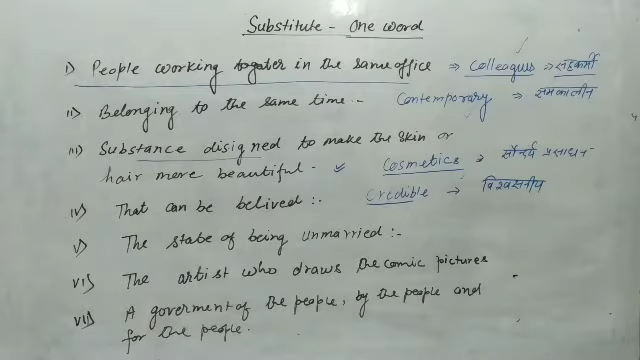 Substitute - One word
i) People working togater in the same office ⇒ Colleagues ⇒ सहकर्मी
ii) Belonging to the same time :- Contemporary ⇒ समकालीन
iii) Substance disigned to make the skin or
hair more beautiful - ✓ Cosmetics ⇒ सौन्दर्य प्रसाधन
iv) That can be belived :- Credible → विश्वसनीय
v) The state of being unmarried :-
vi) The artist who draws the comic pictures
vii) A goverment of the people, by the people and
for the people.